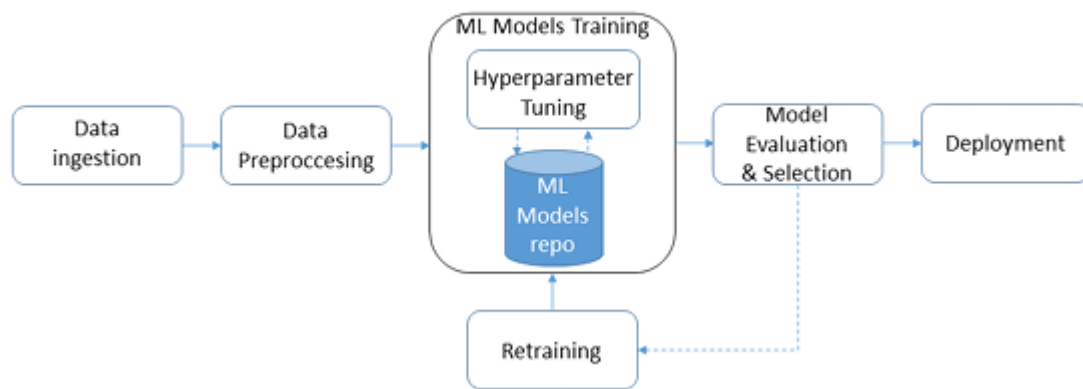 ML Models Training
Hyperparameter
Tuning
Data
ingestion
Data
Preproccesing
ML
Models
repo
Model
Evaluation
& Selection
Deployment
Retraining